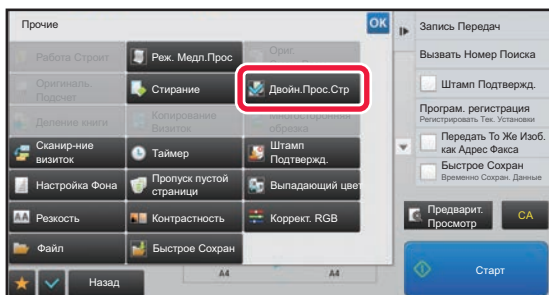 Прочие
OK
Работа Строит
Реж. Медл.Прос
Ориг.
Оригиналь.
Подсчет
Стирание
Двойн.Прос.Стр
Деление книги
Копирование
Визиток
Многосторонняя
обрезка
Сканир-ние
визиток
Таймер
Штамп
Подтвержд.
Настройка Фона
Пропуск пустой
страници
Выпадающий цвет
Резкость
Контрастность
Коррект. RGB
Файл
Быстрое Сохран
Назад
A4
A4
Запись Передач
Вызвать Номер Поиска
Штамп Подтвержд.
Програм. регистрация
Регистрировать Тек. Установки
Передать То Же Изоб.
как Адрес Факса
Быстрое Сохран
Временно Сохран. Данные
Предварит.
Просмотр
CA
Старт